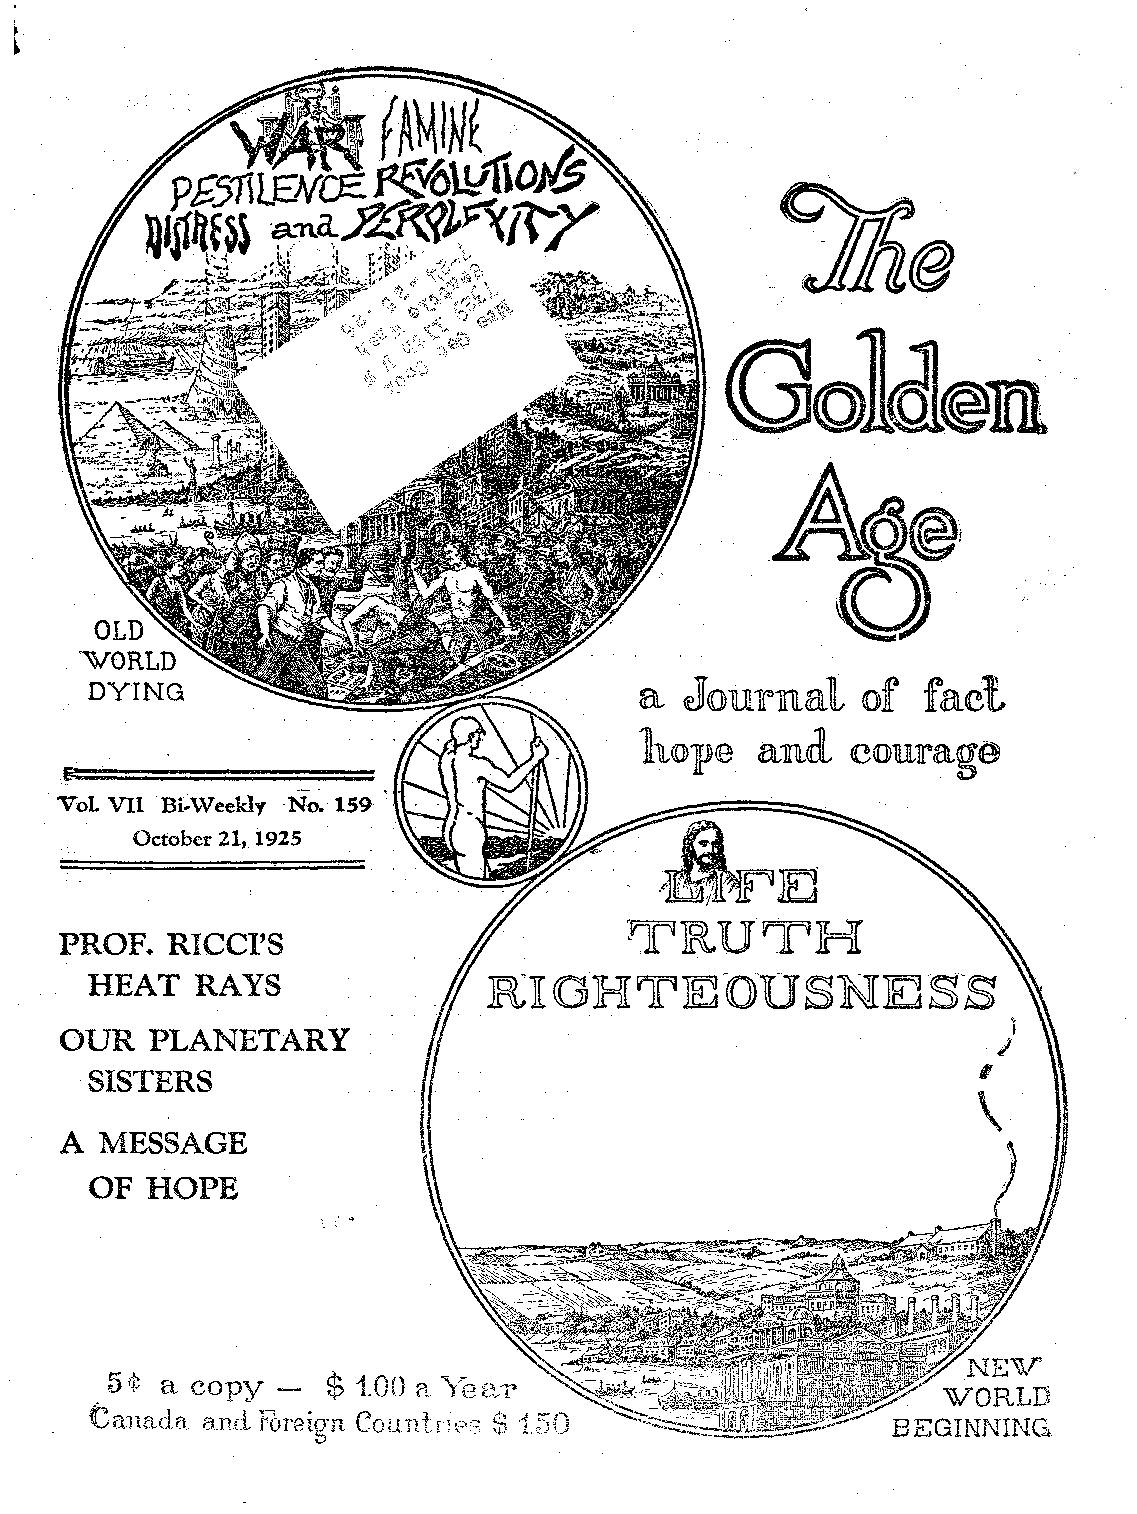 WAR FAMINE
PESTILENCE REVOLUTIONS
DISTRESS and PERPLEXITY
The
Golden
Age
OLD
WORLD
DYING
a Journal of fact
hope and courage
Vol. VII Bi-Weekly No. 159
October 21, 1925
LIFE
TRUTH
RIGHTEOUSNESS
PROF. RICCI'S
HEAT RAYS
OUR PLANETARY
SISTERS
A MESSAGE
OF HOPE
5¢ a copy — $ 1.00 a Year
Canada and Foreign Countries $ 1.50
NEW
WORLD
BEGINNING